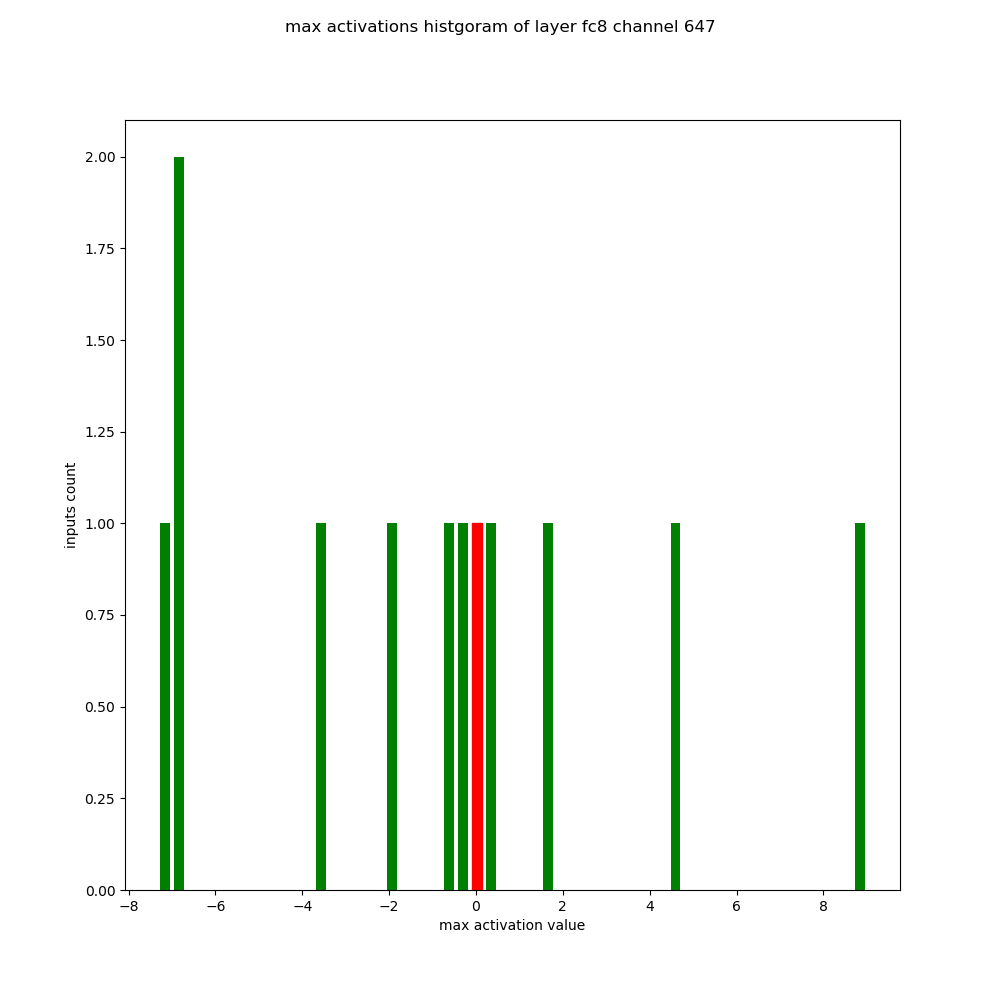 max activations histgoram of layer fc8 channel 647
2.00
1.75
1.50
1.25
1.00
0.75
0.50
0.25
0.00
inputs count
−8 −6 −4 −2 0 2 4 6 8
max activation value